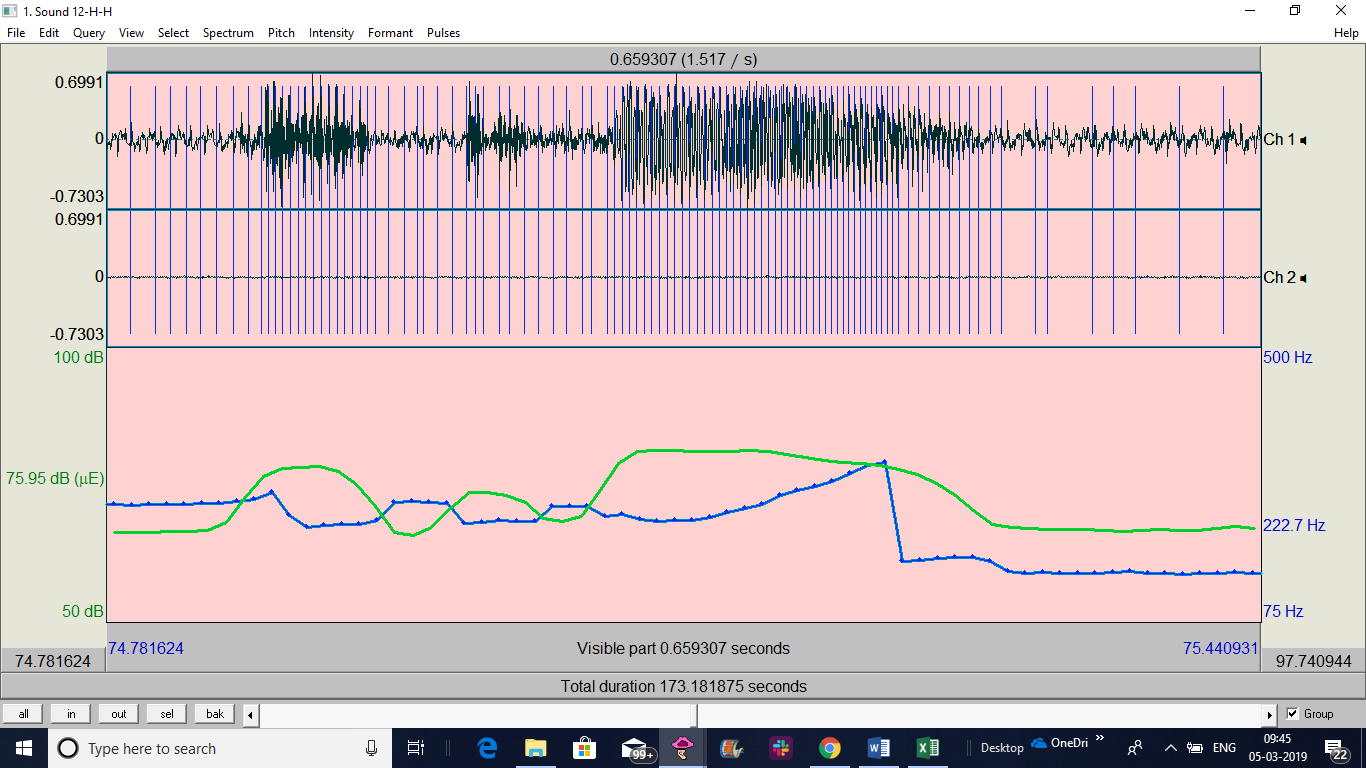 1. Sound 12-H-H
File Edit Query View Select Spectrum Pitch Intensity Formant Pulses Help
0.659307 (1.517 / s)
0.6991
0
-0.7303
Ch 1
0.6991
0
-0.7303
Ch 2
100 dB
500 Hz
75.95 dB (µE)
222.7 Hz
50 dB
75 Hz
74.781624
74.781624
Visible part 0.659307 seconds
75.440931
97.740944
Total duration 173.181875 seconds
all in out sel bak Group
Type here to search
99+
Desktop
OneDri
»
ENG
09:45
05-03-2019
22